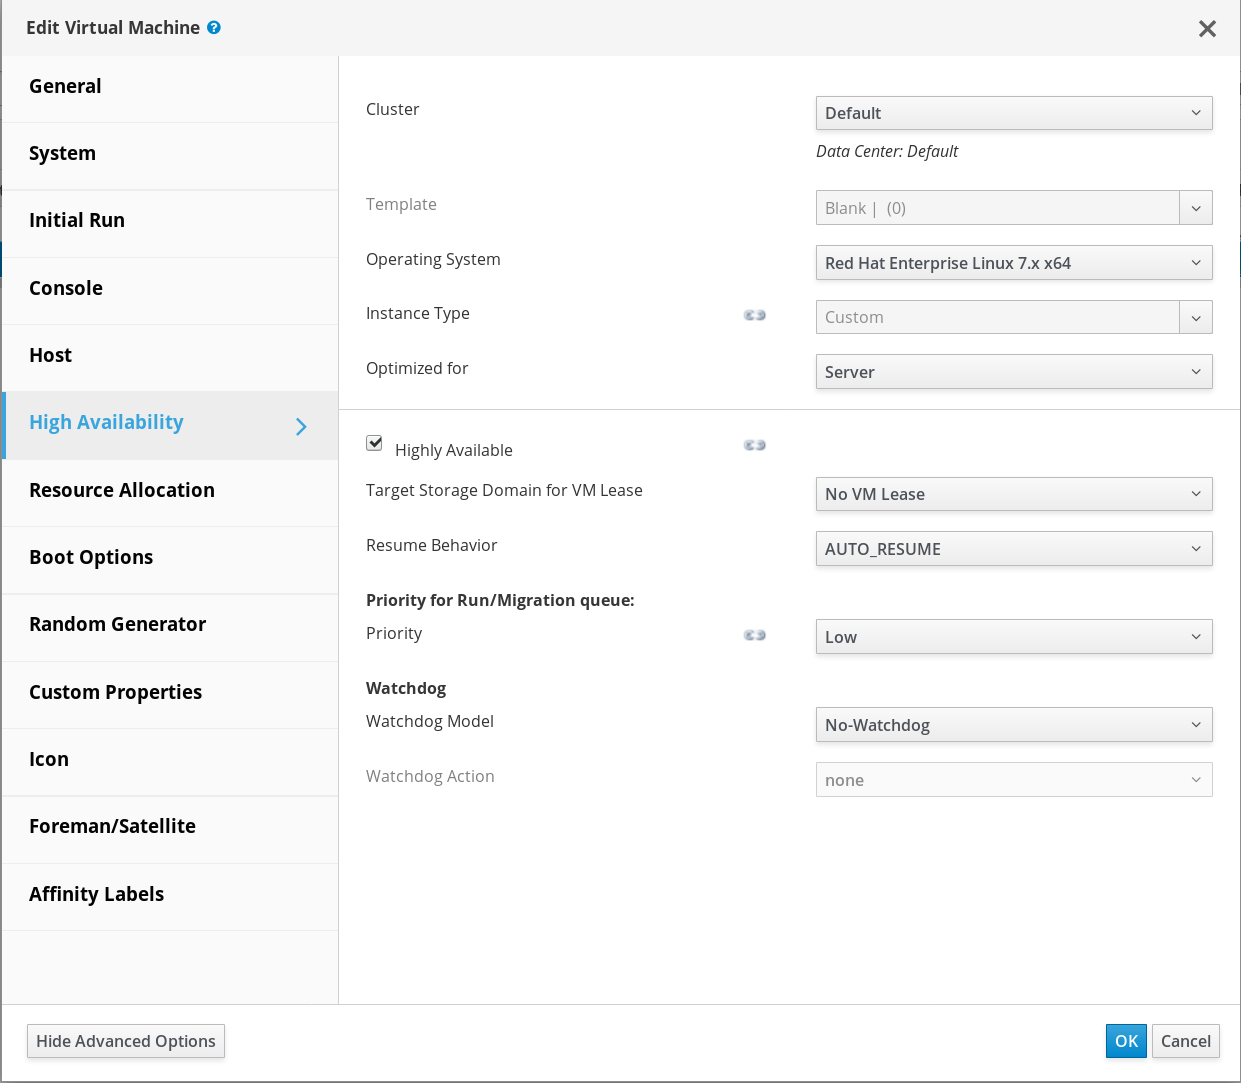 Edit Virtual Machine ?
General
System
Initial Run
Console
Host
High Availability
Resource Allocation
Boot Options
Random Generator
Custom Properties
Icon
Foreman/Satellite
Affinity Labels
Cluster Default
Data Center: Default
Template Blank | (0)
Operating System Red Hat Enterprise Linux 7.x x64
Instance Type Custom
Optimized for Server
Highly Available
Target Storage Domain for VM Lease No VM Lease
Resume Behavior AUTO_RESUME
Priority for Run/Migration queue:
Priority Low
Watchdog
Watchdog Model No-Watchdog
Watchdog Action none
Hide Advanced Options OK Cancel